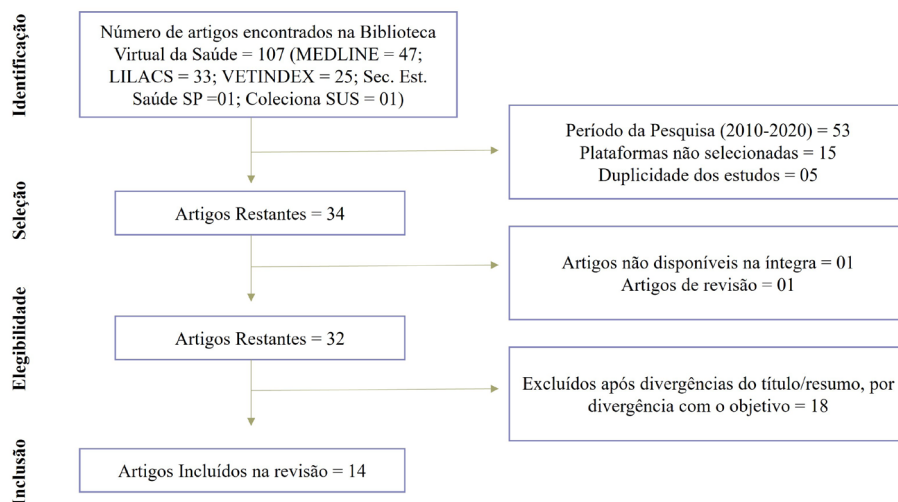 Identificação
Número de artigos encontrados na Biblioteca
Virtual da Saúde = 107 (MEDLINE = 47;
LILACS = 33; VETINDEX = 25; Sec. Est.
Saúde SP =01; Coleciona SUS = 01)
Período da Pesquisa (2010-2020) = 53
Plataformas não selecionadas = 15
Duplicidade dos estudos = 05
Seleção
Artigos Restantes = 34
Artigos não disponíveis na íntegra = 01
Artigos de revisão = 01
Elegibilidade
Artigos Restantes = 32
Excluídos após divergências do título/resumo, por
divergência com o objetivo = 18
Inclusão
Artigos Incluídos na revisão = 14